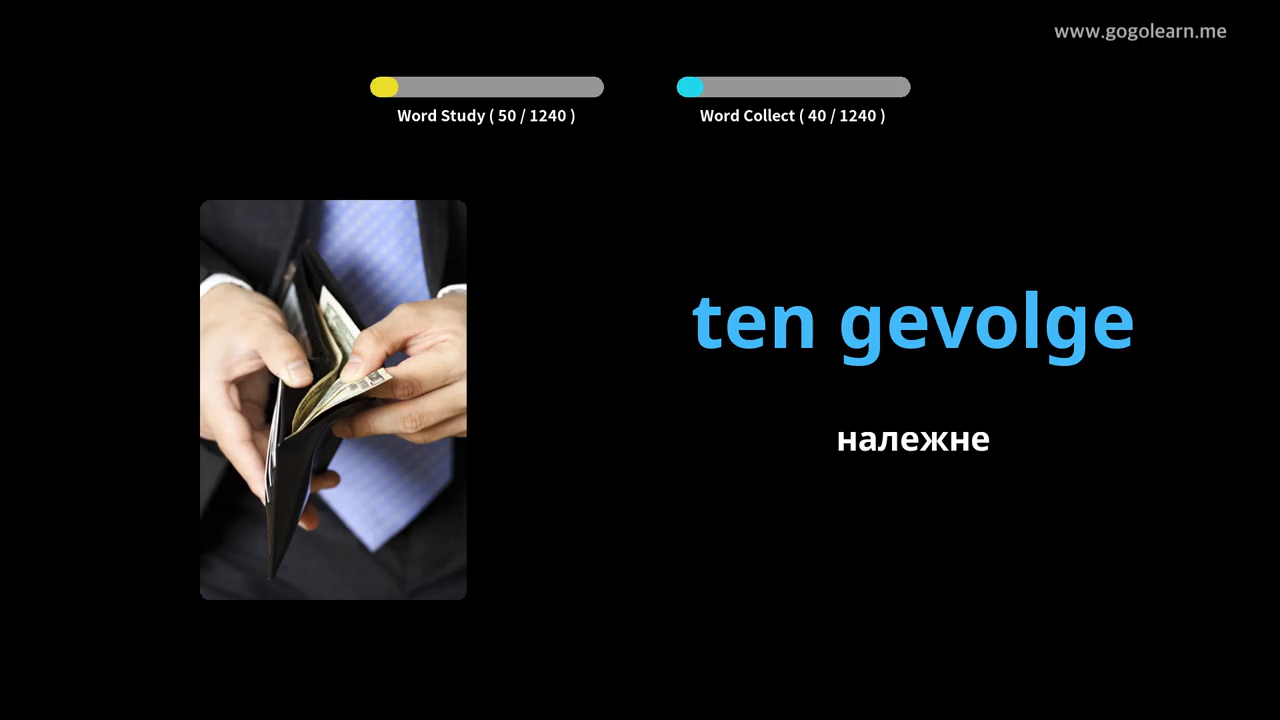 www.gogolearn.me
Word Study ( 50 / 1240 )
Word Collect ( 40 / 1240 )
ten gevolge
належне